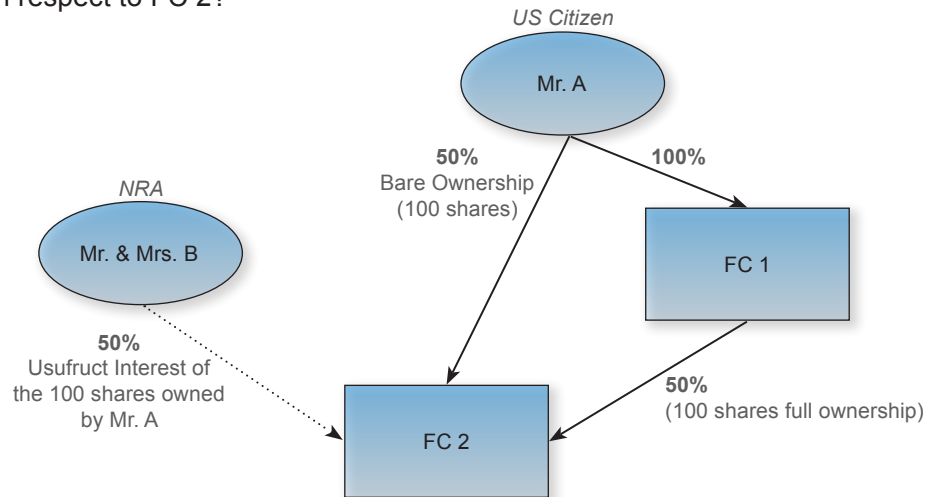 respect to FC 2?
US Citizen
Mr. A
50%
Bare Ownership
(100 shares)
100%
NRA
Mr. & Mrs. B
FC 1
50%
Usufruct Interest of
the 100 shares owned
by Mr. A
50%
(100 shares full ownership)
FC 2